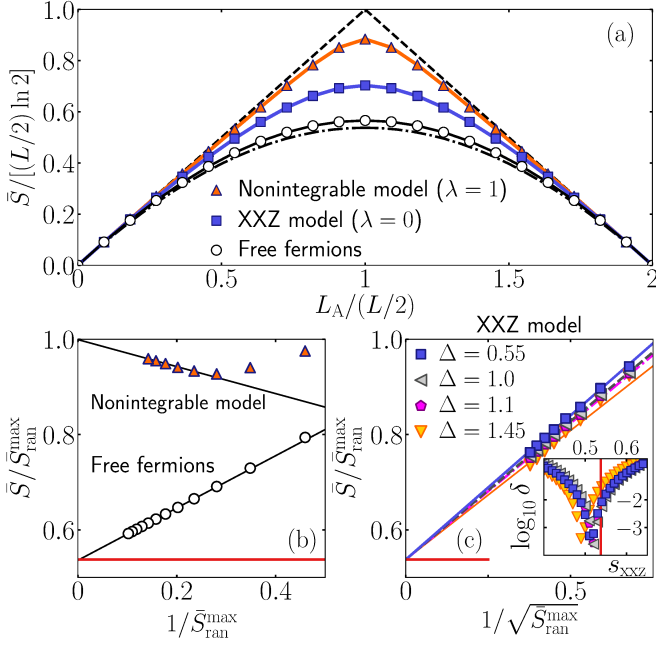 (a)
S̄/[(L/2) ln 2]
1.0
0.8
0.6
0.4
0.2
0.0
Nonintegrable model (λ = 1)
XXZ model (λ = 0)
Free fermions
0
0.5
1
1.5
2
L_A/(L/2)
(b)
S̄/S̄_ran^max
1.0
0.8
0.6
Nonintegrable model
Free fermions
0
0.2
0.4
1/S̄_ran^max
XXZ model
(c)
S̄/S̄_ran^max
1.0
0.8
0.6
Δ = 0.55
Δ = 1.0
Δ = 1.1
Δ = 1.45
0.5 0.6
log₁₀ δ
−2
−3
s_XXZ
0
0.5
1/√S̄_ran^max